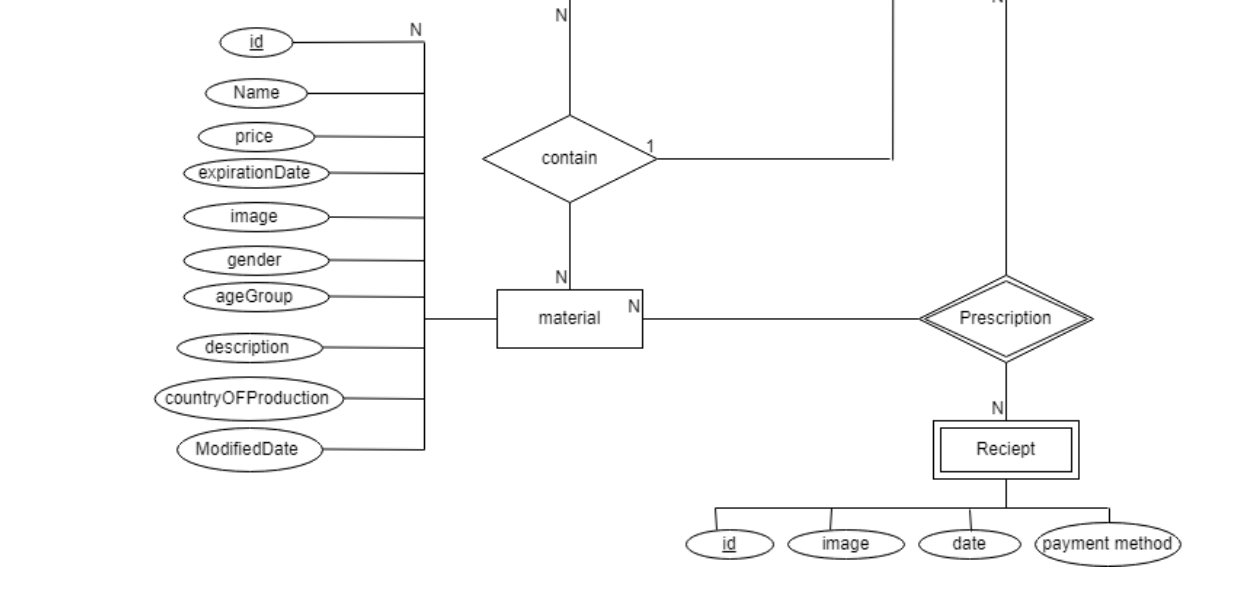 N
N
N
id
Name
price
expirationDate
image
gender
ageGroup
description
countryOFProduction
ModifiedDate
contain
1
N
material
N
Prescription
N
Reciept
id
image
date
payment method